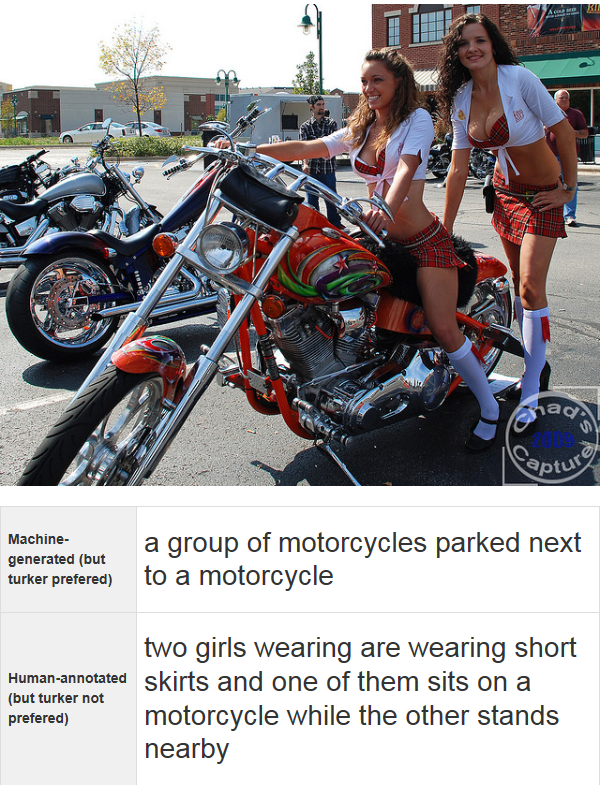 Chad's
2009
Capture
Machine-
generated (but
turker prefered)
a group of motorcycles parked next
to a motorcycle
Human-annotated
(but turker not
prefered)
two girls wearing are wearing short
skirts and one of them sits on a
motorcycle while the other stands
nearby